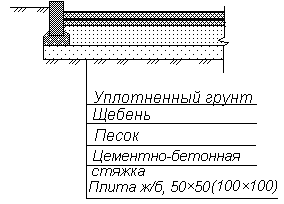 Уплотненный грунт
Щебень
Песок
Цементно-бетонная
стяжка
Плита ж/б, 50×50(100×100)